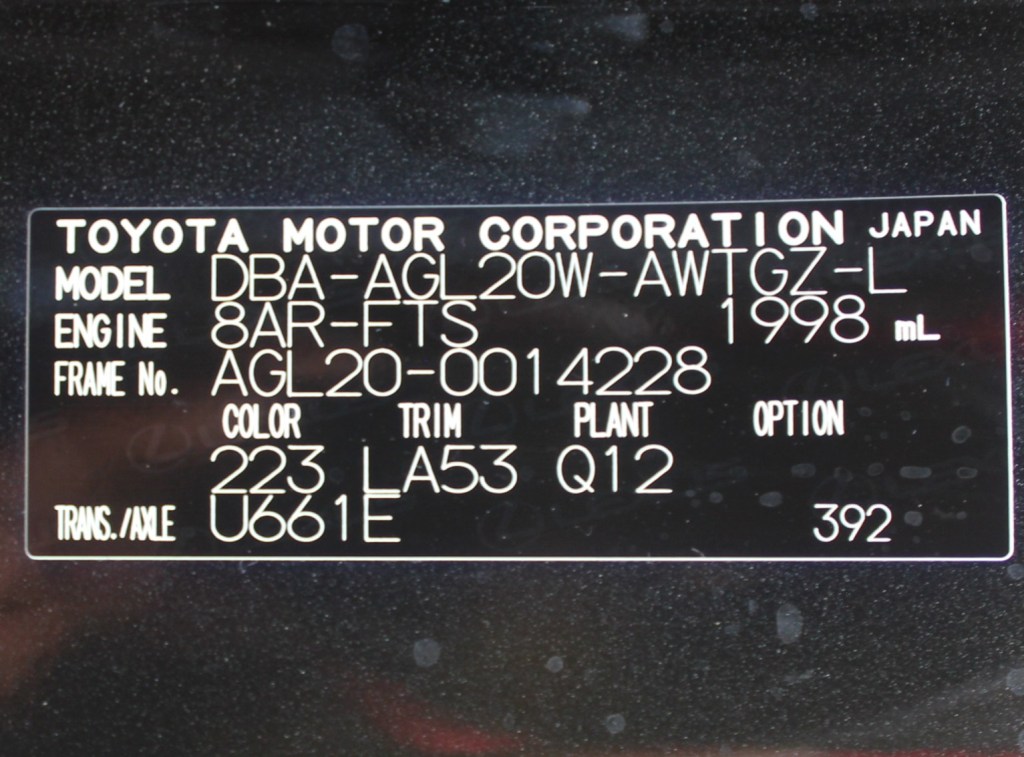 TOYOTA MOTOR CORPORATION JAPAN
MODEL DBA-AGL20W-AWTGZ-L
ENGINE 8AR-FTS 1998 mL
FRAME No. AGL20-0014228
COLOR TRIM PLANT OPTION
223 LA53 Q12
TRANS./AXLE U661E 392